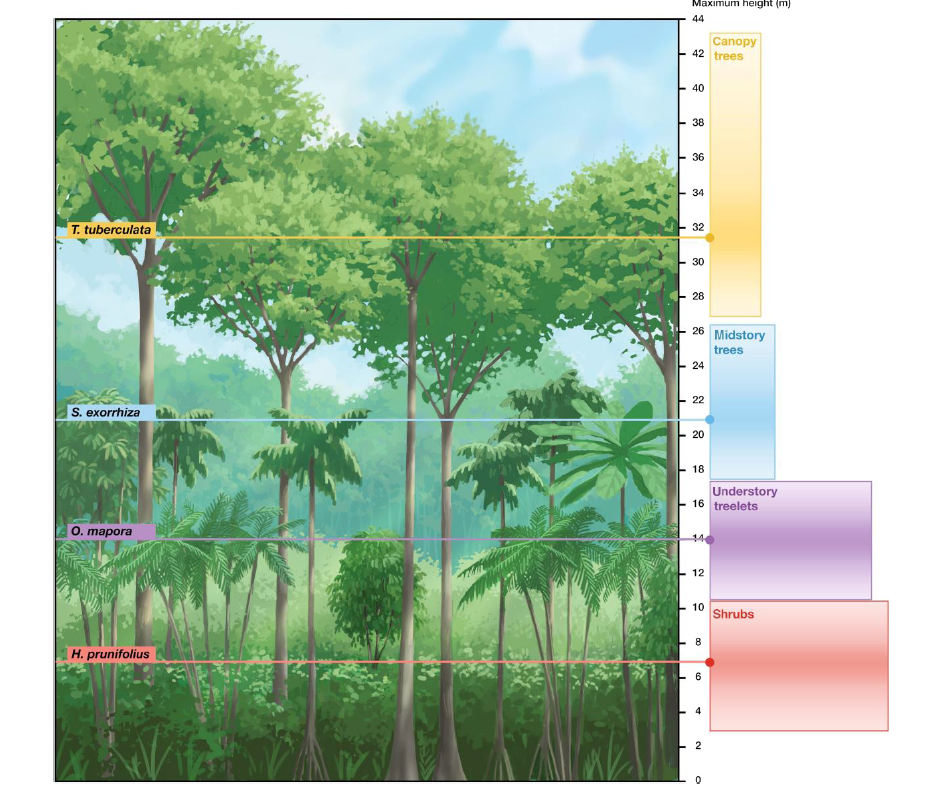 Maximum height (m)
44
Canopy
trees
42
40
38
36
34
T. tuberculata
32
30
28
26
Midstory
trees
24
22
S. exorrhiza
20
18
Understory
treelets
16
O. mapora
14
12
10
Shrubs
8
H. prunifolius
6
4
2
0